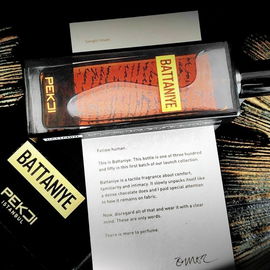 BATTANIYE
PEKJI
BATTANIYE
PEKJI
ISTANBUL
Fellow human,
This is Battaniye. This bottle is one of three hundred
and fifty in this first batch of our launch collection.
Battaniye is a tactile fragrance about comfort,
familiarity and intimacy. It slowly unpacks itself like
a dense chocolate does and I paid special attention
to how it remains on fabric.
Now, disregard all of that and wear it with a clear
mind. These are only words.
There is more to perfume.